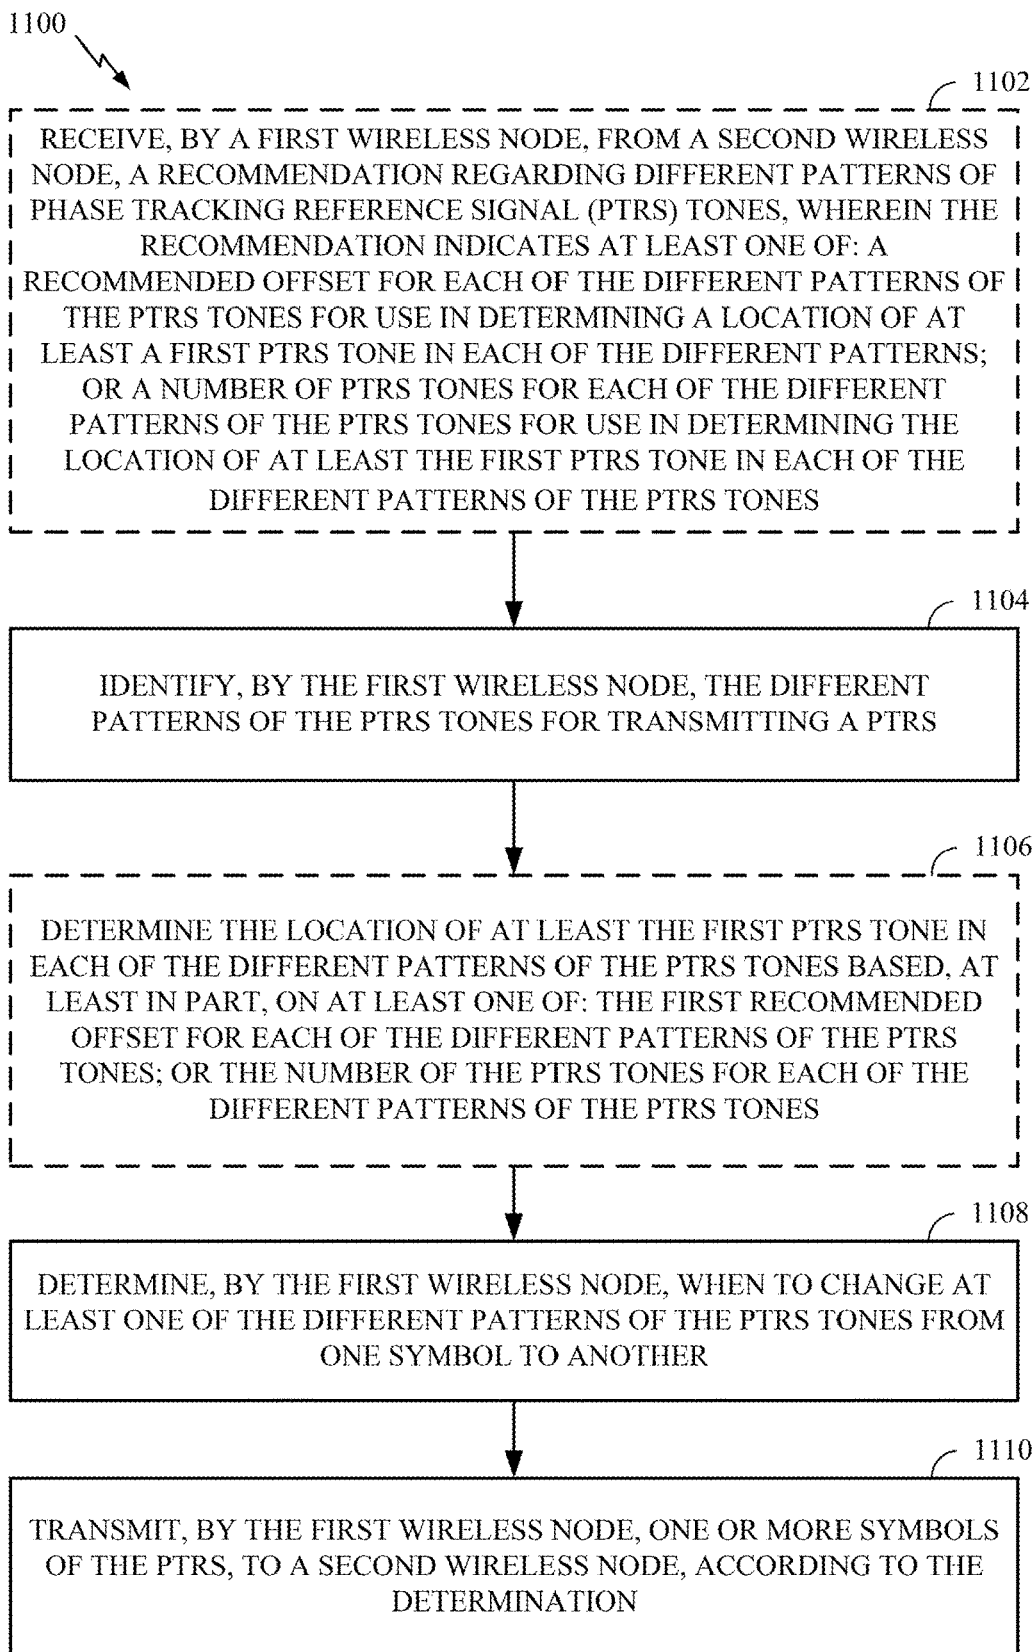 1100
1102
RECEIVE, BY A FIRST WIRELESS NODE, FROM A SECOND WIRELESS
NODE, A RECOMMENDATION REGARDING DIFFERENT PATTERNS OF
PHASE TRACKING REFERENCE SIGNAL (PTRS) TONES, WHEREIN THE
RECOMMENDATION INDICATES AT LEAST ONE OF: A
RECOMMENDED OFFSET FOR EACH OF THE DIFFERENT PATTERNS OF
THE PTRS TONES FOR USE IN DETERMINING A LOCATION OF AT
LEAST A FIRST PTRS TONE IN EACH OF THE DIFFERENT PATTERNS;
OR A NUMBER OF PTRS TONES FOR EACH OF THE DIFFERENT
PATTERNS OF THE PTRS TONES FOR USE IN DETERMINING THE
LOCATION OF AT LEAST THE FIRST PTRS TONE IN EACH OF THE
DIFFERENT PATTERNS OF THE PTRS TONES
1104
IDENTIFY, BY THE FIRST WIRELESS NODE, THE DIFFERENT
PATTERNS OF THE PTRS TONES FOR TRANSMITTING A PTRS
1106
DETERMINE THE LOCATION OF AT LEAST THE FIRST PTRS TONE IN
EACH OF THE DIFFERENT PATTERNS OF THE PTRS TONES BASED, AT
LEAST IN PART, ON AT LEAST ONE OF: THE FIRST RECOMMENDED
OFFSET FOR EACH OF THE DIFFERENT PATTERNS OF THE PTRS
TONES; OR THE NUMBER OF THE PTRS TONES FOR EACH OF THE
DIFFERENT PATTERNS OF THE PTRS TONES
1108
DETERMINE, BY THE FIRST WIRELESS NODE, WHEN TO CHANGE AT
LEAST ONE OF THE DIFFERENT PATTERNS OF THE PTRS TONES FROM
ONE SYMBOL TO ANOTHER
1110
TRANSMIT, BY THE FIRST WIRELESS NODE, ONE OR MORE SYMBOLS
OF THE PTRS, TO A SECOND WIRELESS NODE, ACCORDING TO THE
DETERMINATION